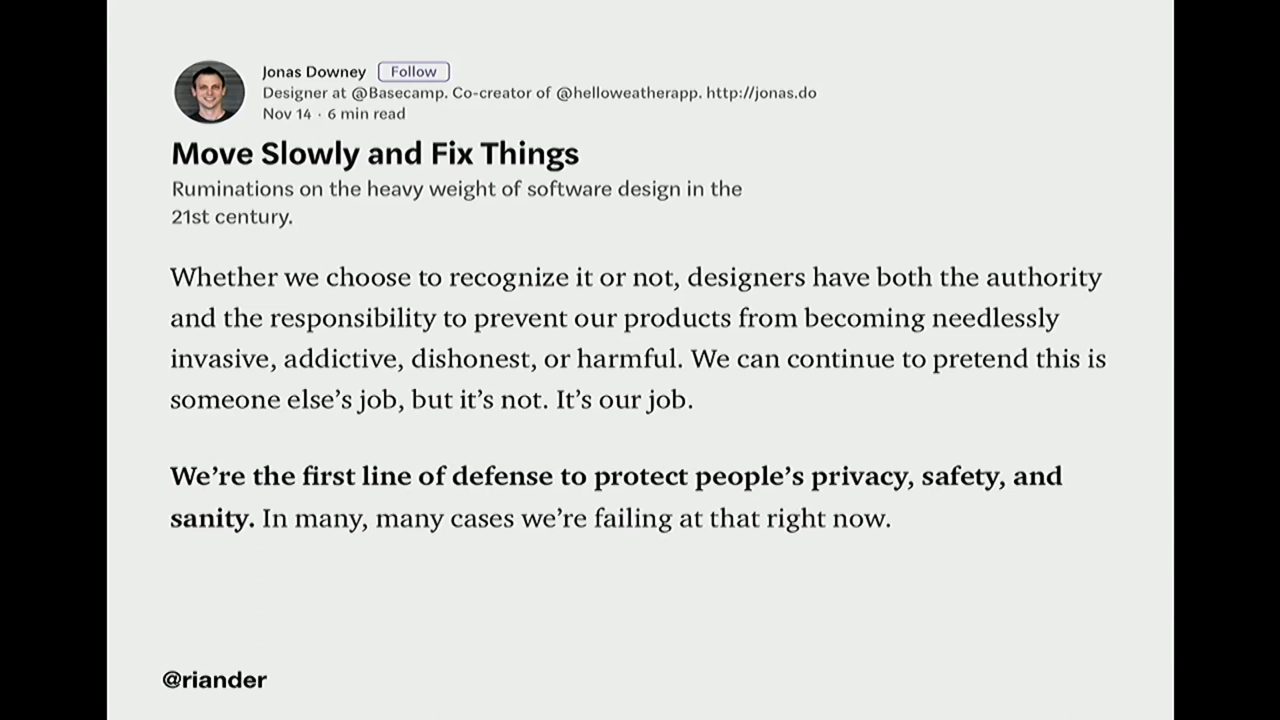 Jonas Downey Follow
Designer at @Basecamp. Co-creator of @helloweatherapp. http://jonas.do
Nov 14 · 6 min read
Move Slowly and Fix Things
Ruminations on the heavy weight of software design in the
21st century.
Whether we choose to recognize it or not, designers have both the authority
and the responsibility to prevent our products from becoming needlessly
invasive, addictive, dishonest, or harmful. We can continue to pretend this is
someone else’s job, but it’s not. It’s our job.
We’re the first line of defense to protect people’s privacy, safety, and
sanity. In many, many cases we’re failing at that right now.
@riander